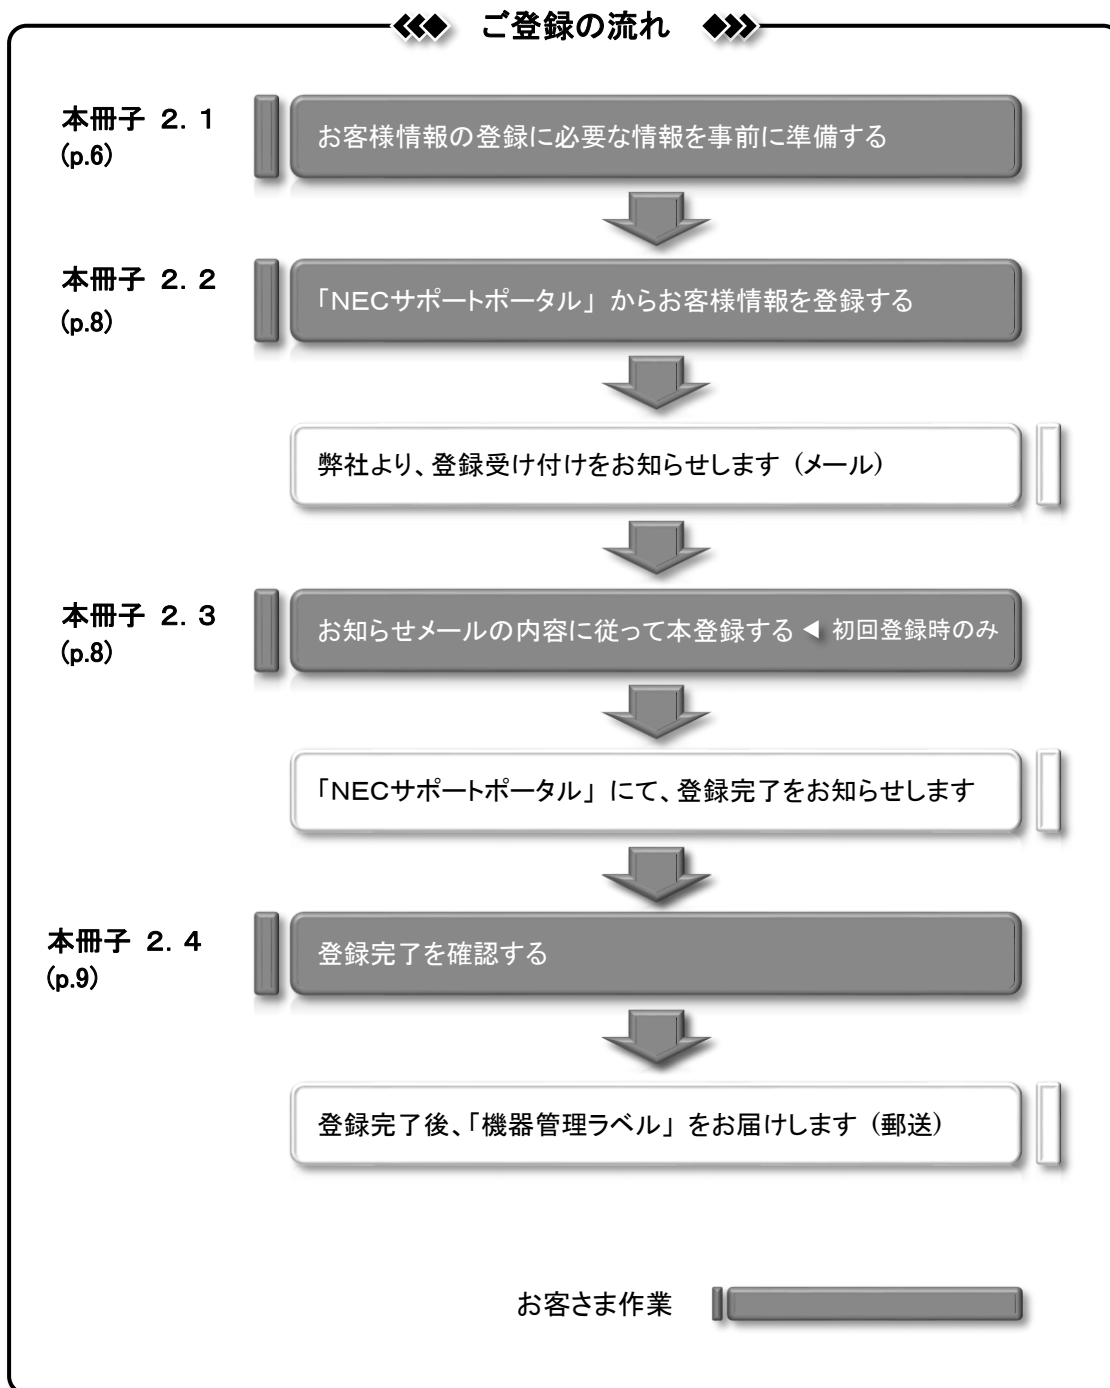 ご登録の流れ
本冊子 2.1
(p.6)
お客様情報の登録に必要な情報を事前に準備する
本冊子 2.2
(p.8)
「NECサポートポータル」からお客様情報を登録する
弊社より、登録受け付けをお知らせします (メール)
本冊子 2.3
(p.8)
お知らせメールの内容に従って本登録する ◀ 初回登録時のみ
「NECサポートポータル」にて、登録完了をお知らせします
本冊子 2.4
(p.9)
登録完了を確認する
登録完了後、「機器管理ラベル」をお届けします (郵送)
お客さま作業